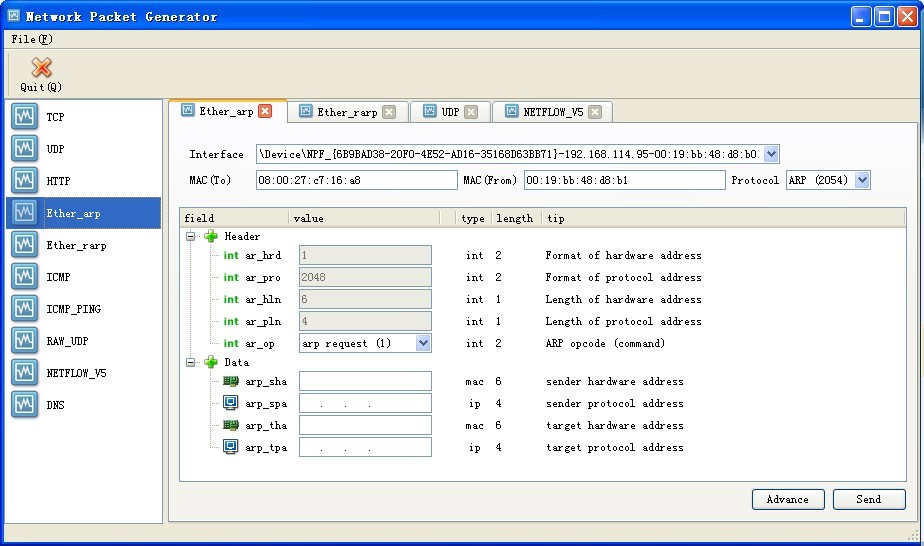 Network Packet Generator
File(F)
Quit(Q)
TCP
UDP
HTTP
Ether_arp
Ether_rarp
ICMP
ICMP_PING
RAW_UDP
NETFLOW_V5
DNS
Ether_arp Ether_rarp UDP NETFLOW_V5
Interface \Device\NPF_{6B9BAD38-20F0-4E52-AD16-35168D63BB71}-192.168.114.95-00:19:bb:48:d8:b0
MAC(To) 08:00:27:c7:16:a8 MAC(From) 00:19:bb:48:d8:b1 Protocol ARP (2054)
field value type length tip
Header
int ar_hrd 1 int 2 Format of hardware address
int ar_pro 2048 int 2 Format of protocol address
int ar_hln 6 int 1 Length of hardware address
int ar_pln 4 int 1 Length of protocol address
int ar_op arp request (1) int 2 ARP opcode (command)
Data
arp_sha mac 6 sender hardware address
arp_spa . . . ip 4 sender protocol address
arp_tha mac 6 target hardware address
arp_tpa . . . ip 4 target protocol address
Advance Send